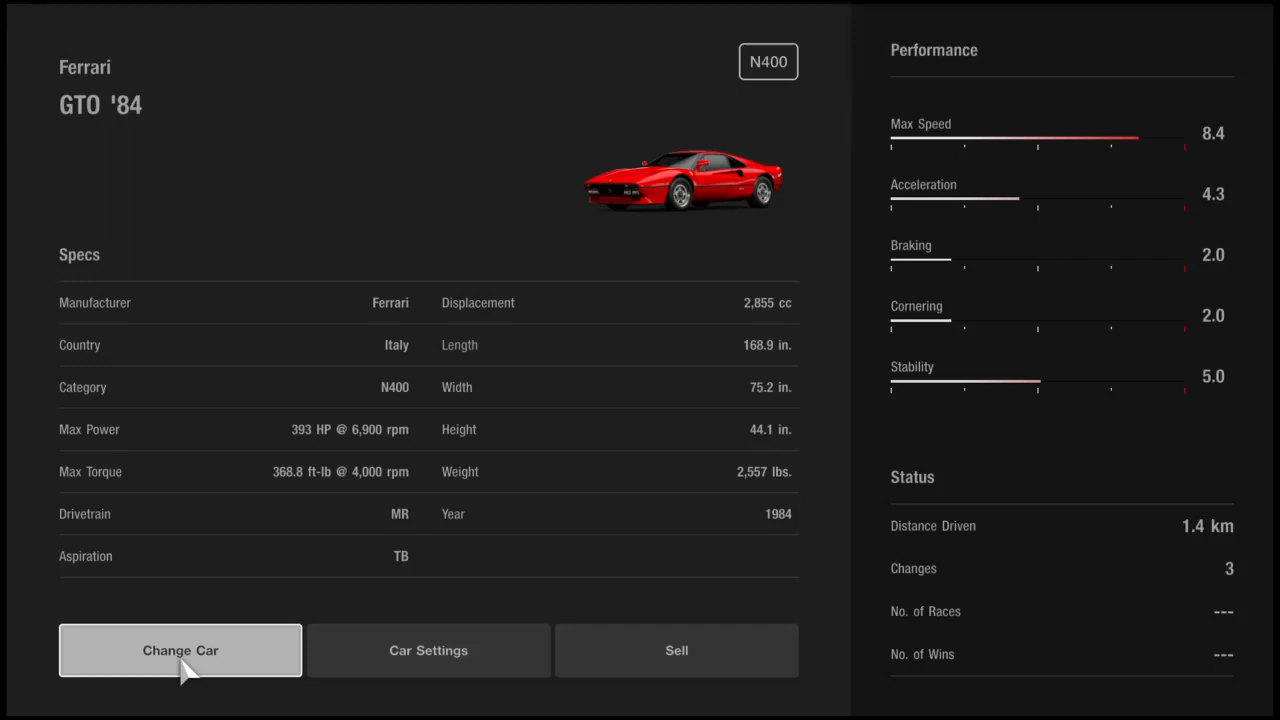 Ferrari
N400
GTO '84
Specs
Manufacturer Ferrari Displacement 2,855 cc
Country Italy Length 168.9 in.
Category N400 Width 75.2 in.
Max Power 393 HP @ 6,900 rpm Height 44.1 in.
Max Torque 368.8 ft-lb @ 4,000 rpm Weight 2,557 lbs.
Drivetrain MR Year 1984
Aspiration TB
Change Car Car Settings Sell
Performance
Max Speed 8.4
Acceleration 4.3
Braking 2.0
Cornering 2.0
Stability 5.0
Status
Distance Driven 1.4 km
Changes 3
No. of Races ---
No. of Wins ---